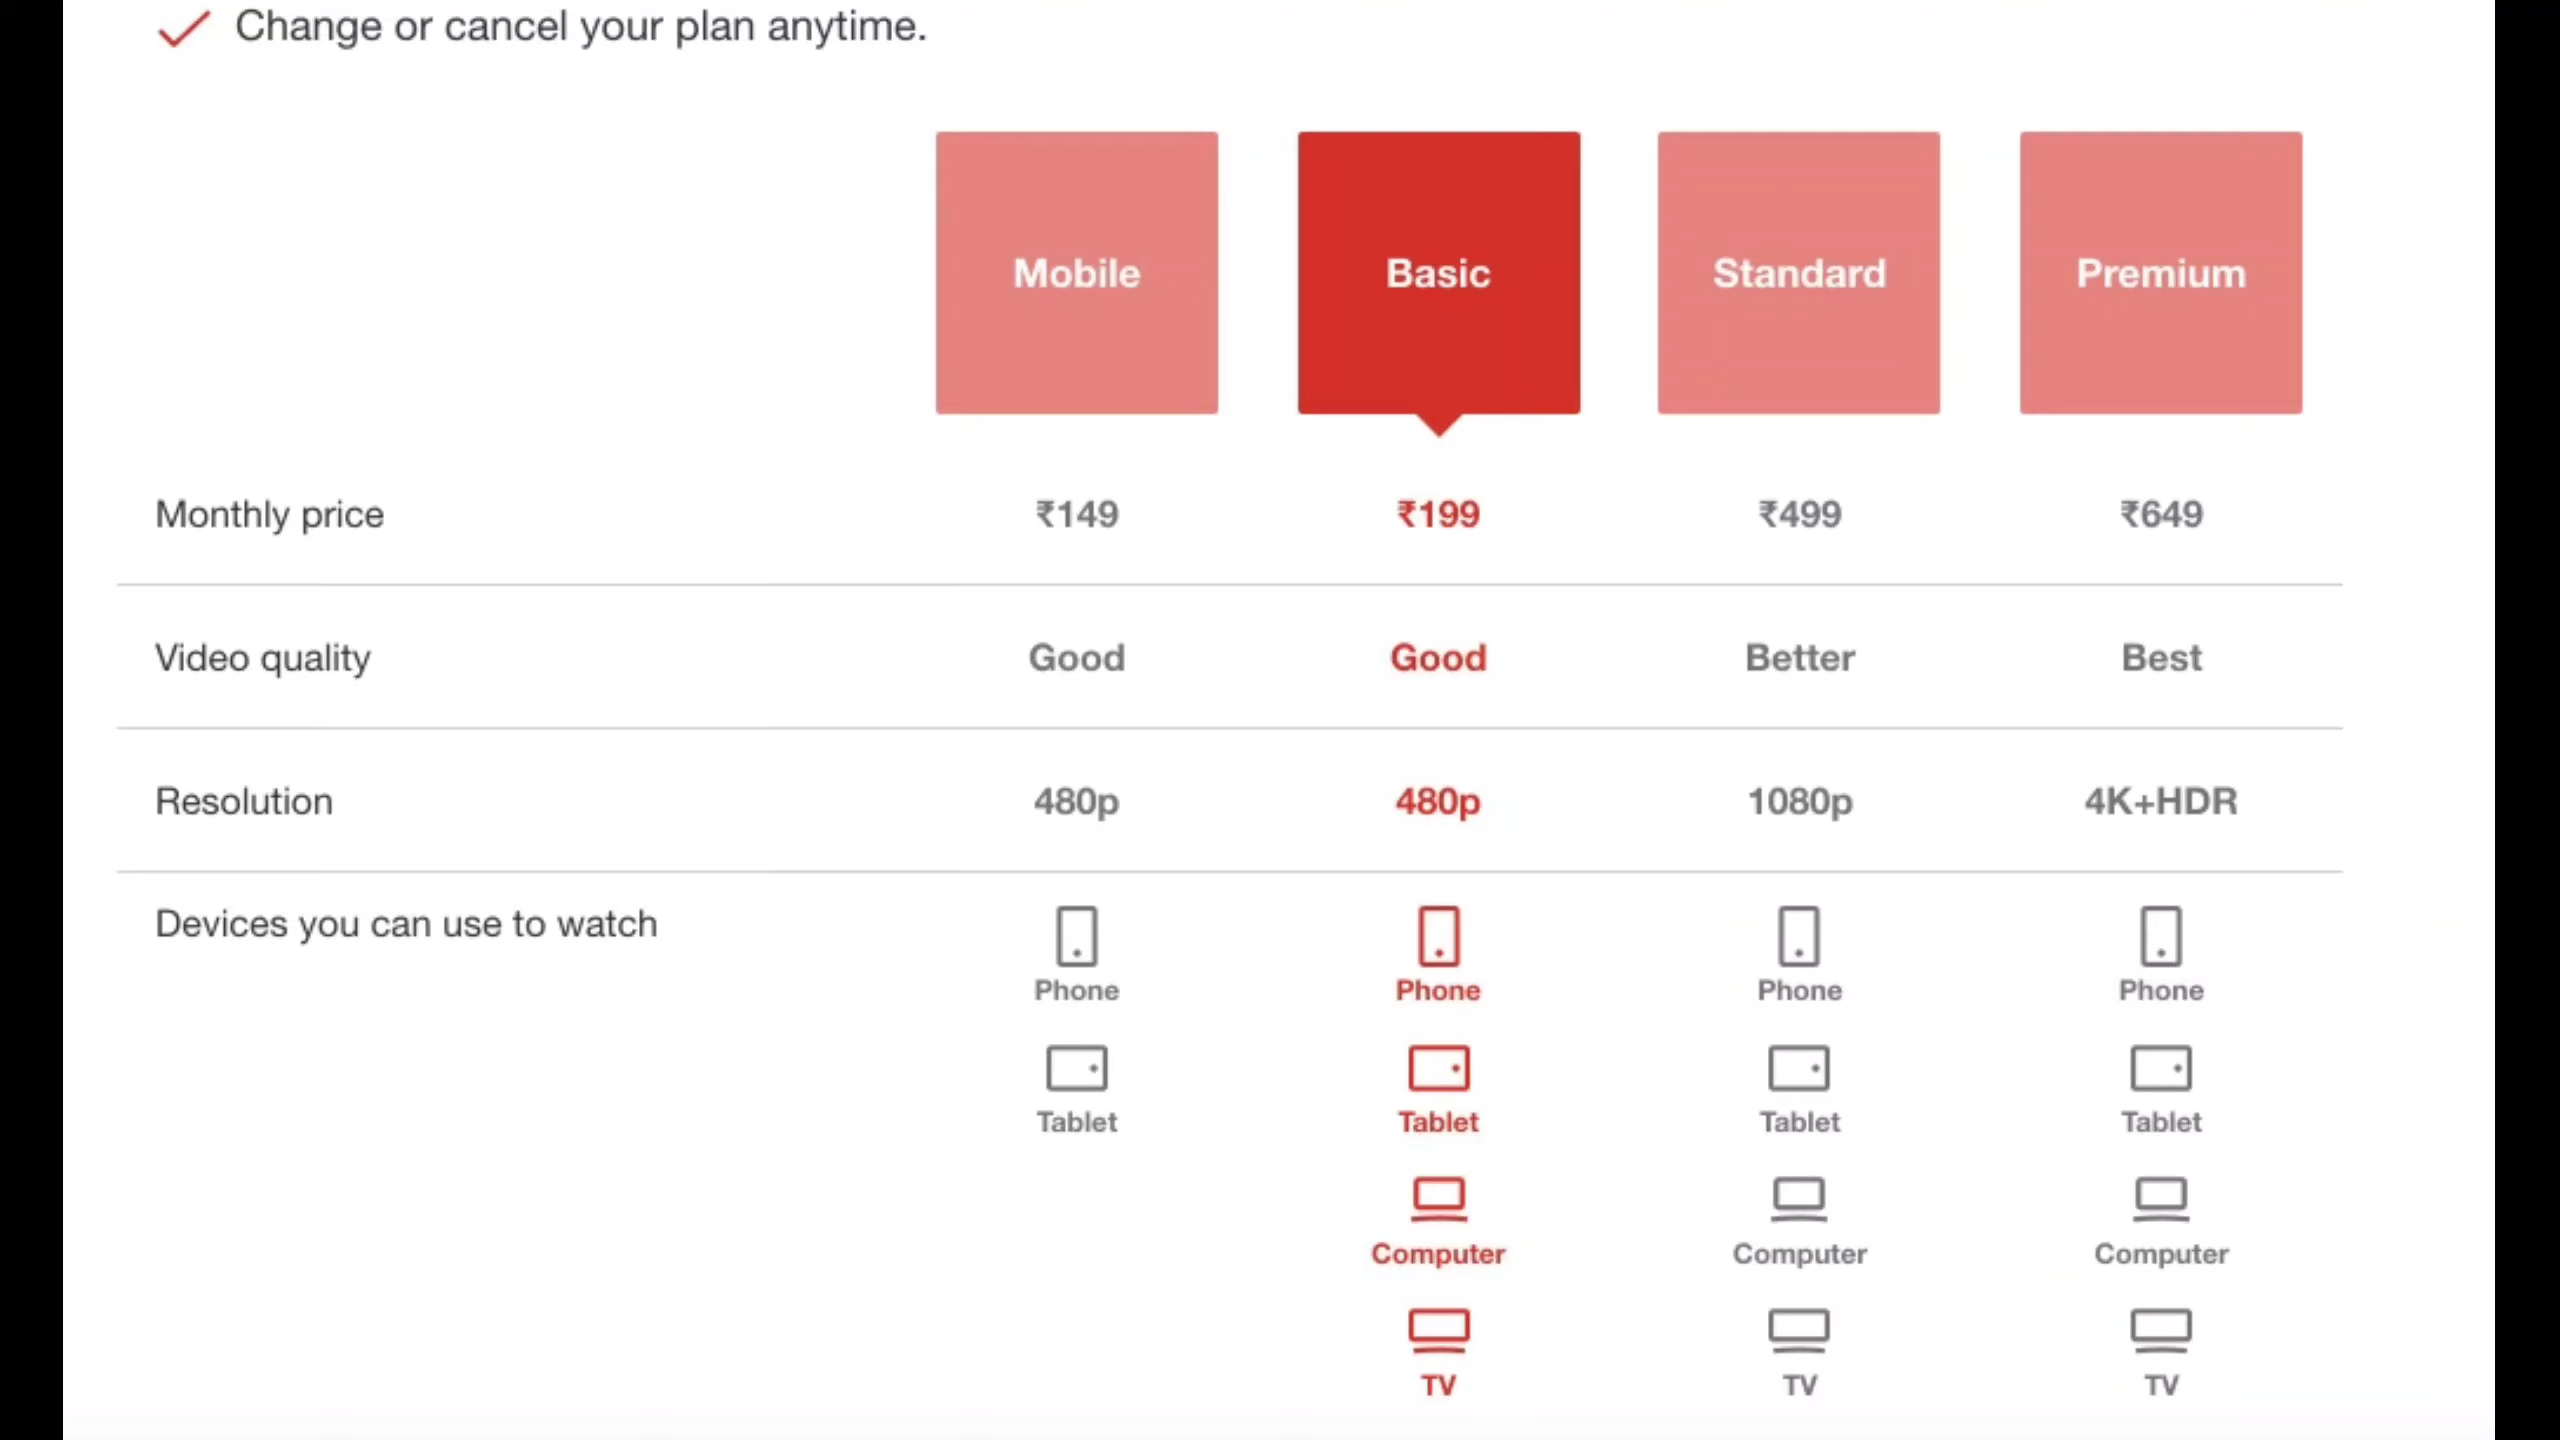 Change or cancel your plan anytime.
Mobile Basic Standard Premium
Monthly price ₹149 ₹199 ₹499 ₹649
Video quality Good Good Better Best
Resolution 480p 480p 1080p 4K+HDR
Devices you can use to watch
Phone Phone Phone Phone
Tablet Tablet Tablet Tablet
Computer Computer Computer
TV TV TV